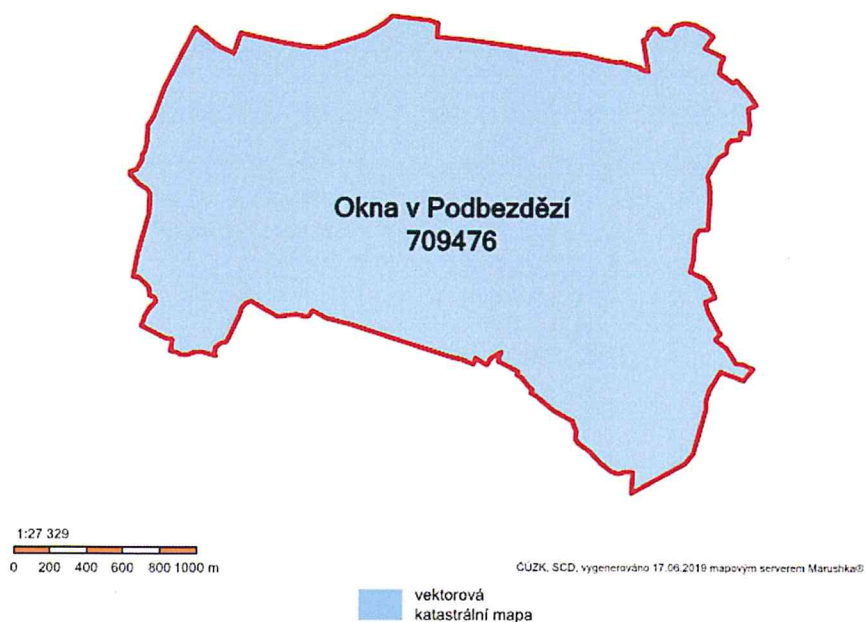 Okna v Podbezdězí
709476
1:27 329
0 200 400 600 800 1000 m
ČÚZK, SCD, vygenerováno 17.06.2019 mapovým serverem Marushka®
vektorová
katastrální mapa